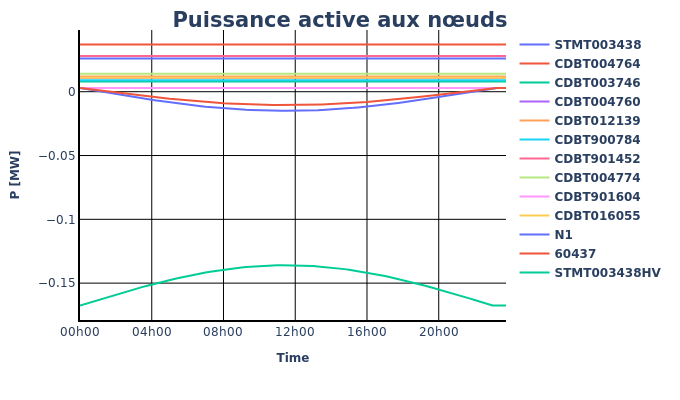 Puissance active aux nœuds
P [MW]
0
−0.05
−0.1
−0.15
00h00
04h00
08h00
12h00
16h00
20h00
Time
STMT003438
CDBT004764
CDBT003746
CDBT004760
CDBT012139
CDBT900784
CDBT901452
CDBT004774
CDBT901604
CDBT016055
N1
60437
STMT003438HV